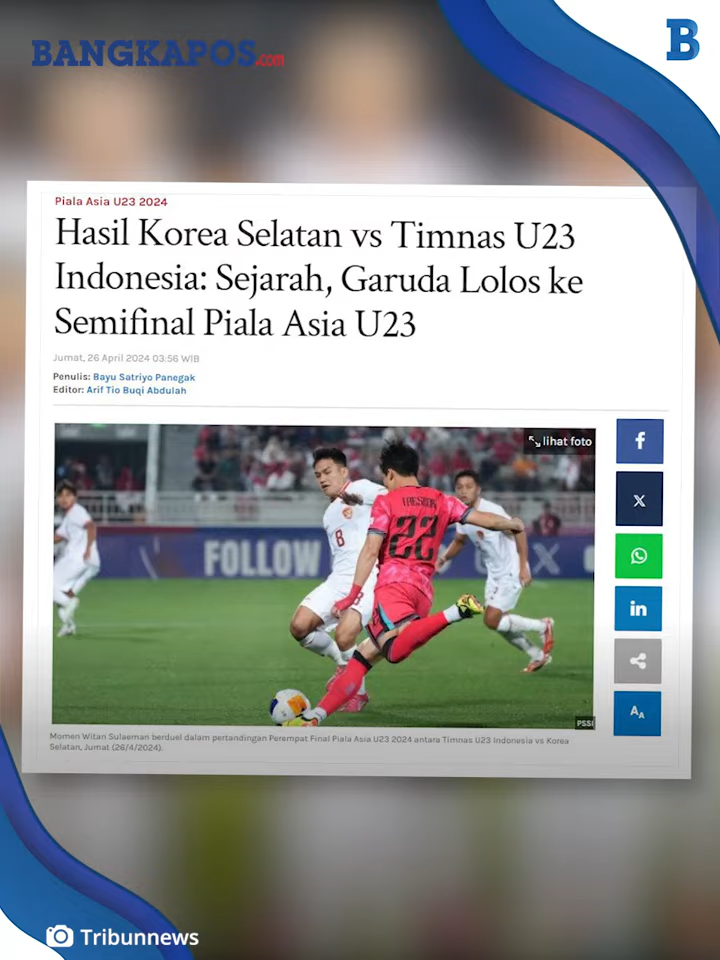 BANGKAPOS.com
B
Piala Asia U23 2024
Hasil Korea Selatan vs Timnas U23
Indonesia: Sejarah, Garuda Lolos ke
Semifinal Piala Asia U23
Jumat, 26 April 2024 03:56 WIB
Penulis: Bayu Satriyo Panegak
Editor: Arif Tio Buqi Abdulah
lihat foto
8
22
FOLLOW
X
PSSI
f
X
in
AA
Momen Witan Sulaeman berduel dalam pertandingan Perempat Final Piala Asia U23 2024 antara Timnas U23 Indonesia vs Korea
Selatan, Jumat (26/4/2024).
Tribunnews